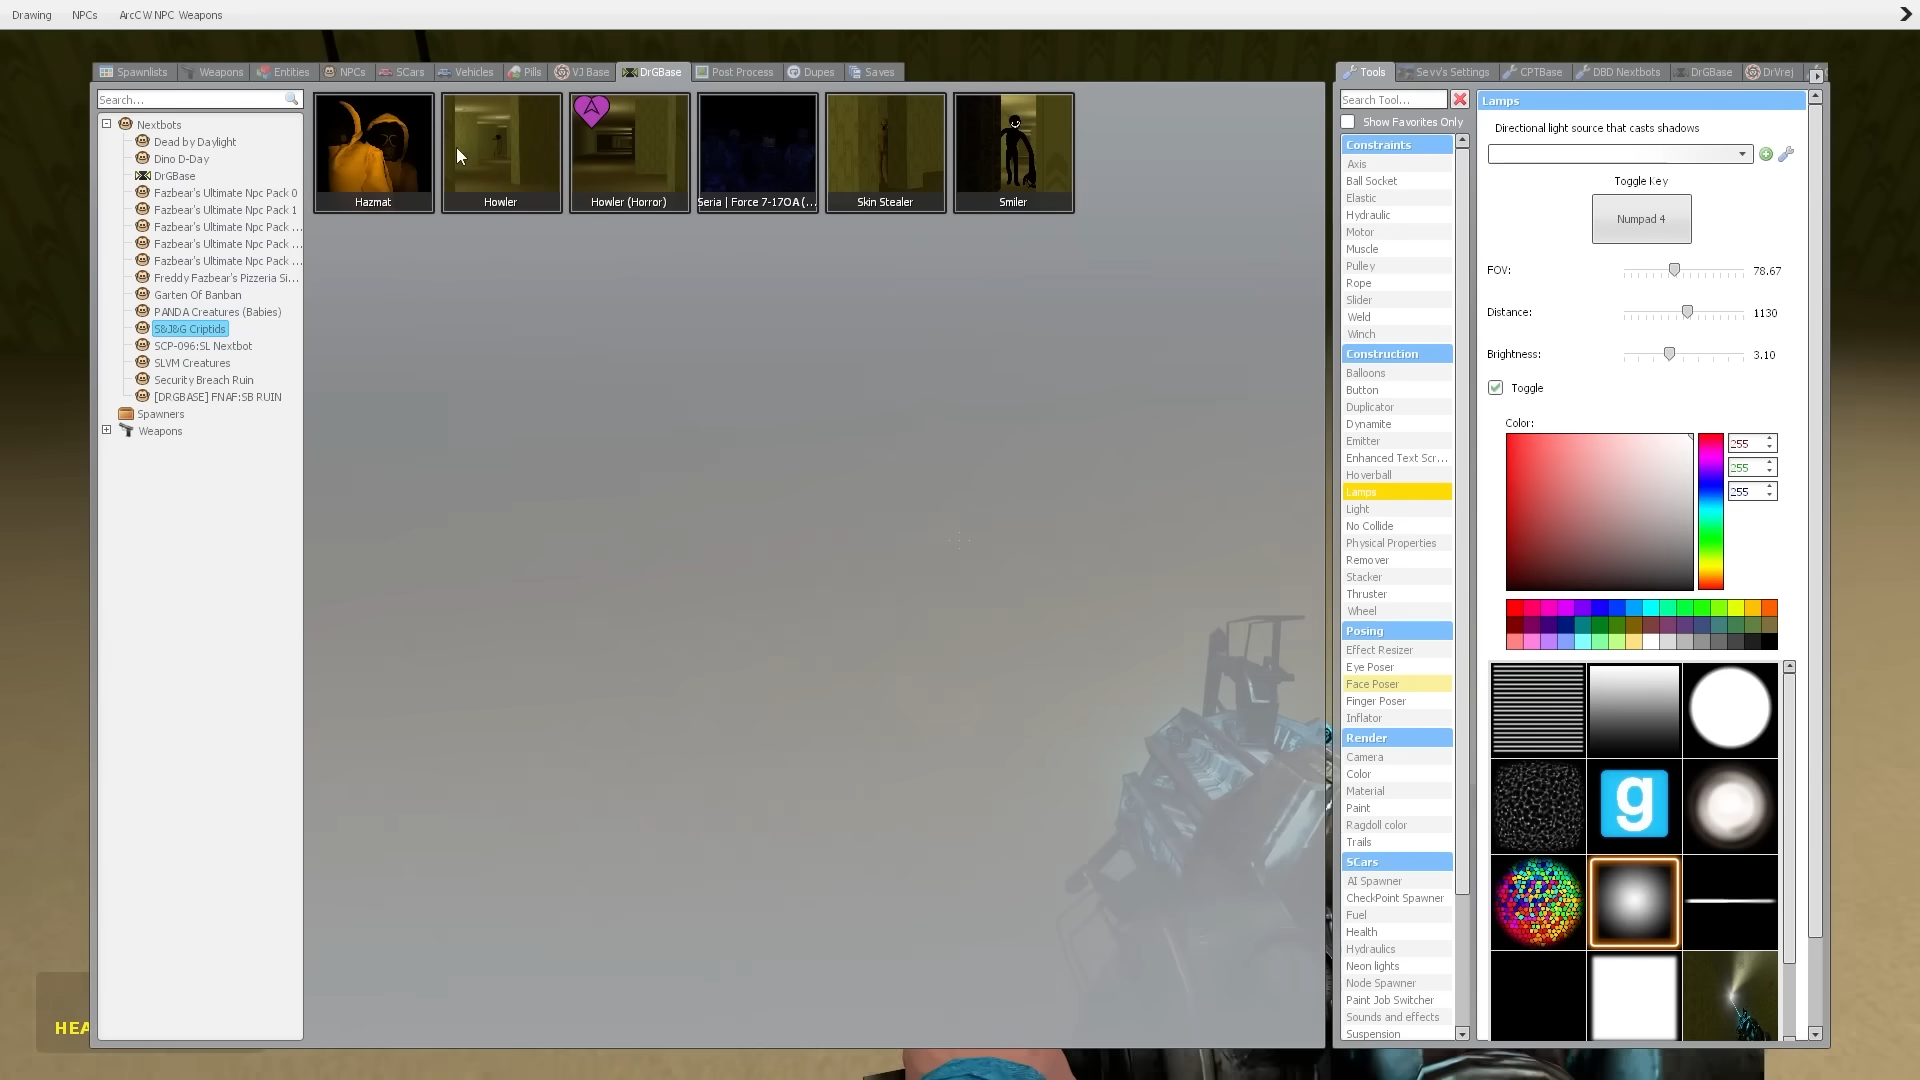 Drawing NPCs ArcCW NPC Weapons
Spawnlists Weapons Entities NPCs SCars Vehicles Pills VJ Base DrGBase Post Process Dupes Saves
Search...
Nextbots
Dead by Daylight
Dino D-Day
DrGBase
Fazbear's Ultimate Npc Pack 0
Fazbear's Ultimate Npc Pack 1
Fazbear's Ultimate Npc Pack ...
Fazbear's Ultimate Npc Pack ...
Fazbear's Ultimate Npc Pack ...
Freddy Fazbear's Pizzeria Si...
Garten Of Banban
PANDA Creatures (Babies)
S&J&G Criptids
SCP-096:SL Nextbot
SLVM Creatures
Security Breach Ruin
[DRGBASE] FNAF:SB RUIN
Spawners
Weapons
Hazmat
Howler
Howler (Horror)
Seria | Force 7-17OA (...
Skin Stealer
Smiler
HEA
Tools Sevv's Settings CPTBase DBD Nextbots DrGBase DrVrej
Search Tool...
Show Favorites Only
Constraints
Axis
Ball Socket
Elastic
Hydraulic
Motor
Muscle
Pulley
Rope
Slider
Weld
Winch
Construction
Balloons
Button
Duplicator
Dynamite
Emitter
Enhanced Text Scr...
Hoverball
Lamps
Light
No Collide
Physical Properties
Remover
Stacker
Thruster
Wheel
Posing
Effect Resizer
Eye Poser
Face Poser
Finger Poser
Inflator
Render
Camera
Color
Material
Paint
Ragdoll color
Trails
SCars
AI Spawner
CheckPoint Spawner
Fuel
Health
Hydraulics
Neon lights
Node Spawner
Paint Job Switcher
Sounds and effects
Suspension
Lamps
Directional light source that casts shadows
Toggle Key
Numpad 4
FOV: 78.67
Distance: 1130
Brightness: 3.10
Toggle
Color:
255
255
255
g